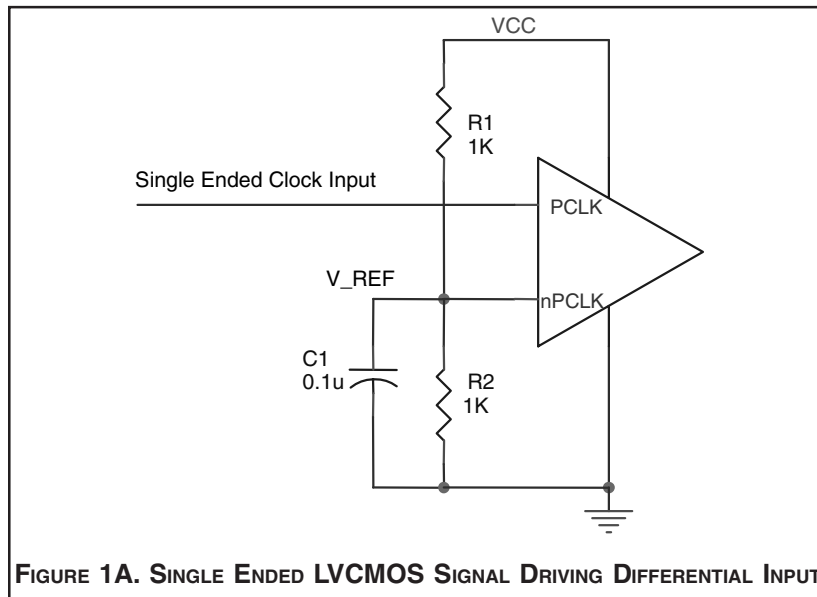 VCC
R1
1K
Single Ended Clock Input
PCLK
V_REF
nPCLK
C1
0.1u
R2
1K
FIGURE 1A. SINGLE ENDED LVCMOS SIGNAL DRIVING DIFFERENTIAL INPUT